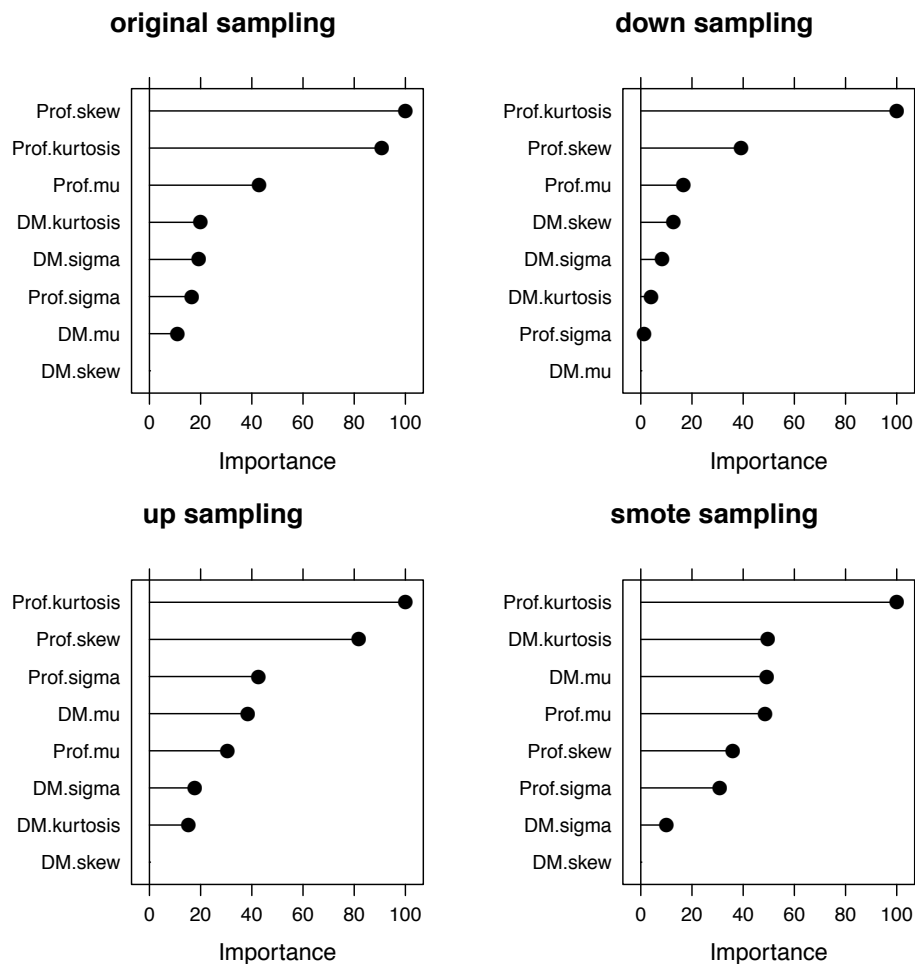 original sampling
Prof.skew
Prof.kurtosis
Prof.mu
DM.kurtosis
DM.sigma
Prof.sigma
DM.mu
DM.skew
0 20 40 60 80 100
Importance
down sampling
Prof.kurtosis
Prof.skew
Prof.mu
DM.skew
DM.sigma
DM.kurtosis
Prof.sigma
DM.mu
0 20 40 60 80 100
Importance
up sampling
Prof.kurtosis
Prof.skew
Prof.sigma
DM.mu
Prof.mu
DM.sigma
DM.kurtosis
DM.skew
0 20 40 60 80 100
Importance
smote sampling
Prof.kurtosis
DM.kurtosis
DM.mu
Prof.mu
Prof.skew
Prof.sigma
DM.sigma
DM.skew
0 20 40 60 80 100
Importance